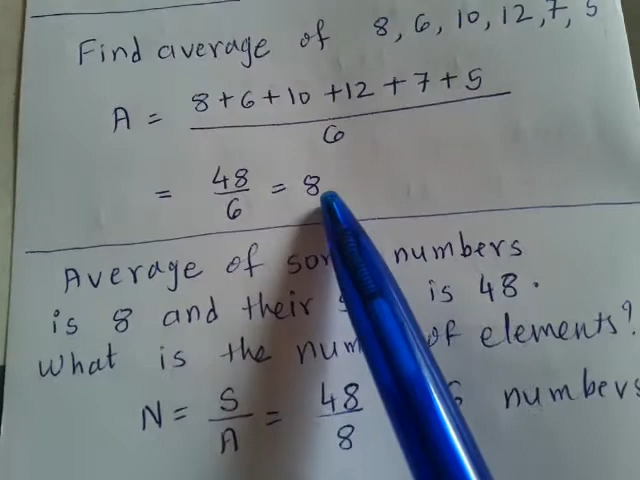 Find average of 8, 6, 10, 12, 7, 5
A = 8 + 6 + 10 + 12 + 7 + 5
6
= 48/6 = 8
Average of numbers
is 8 and their is 48.
What is the of elements?
N = S/A = 48/8 6 numbers